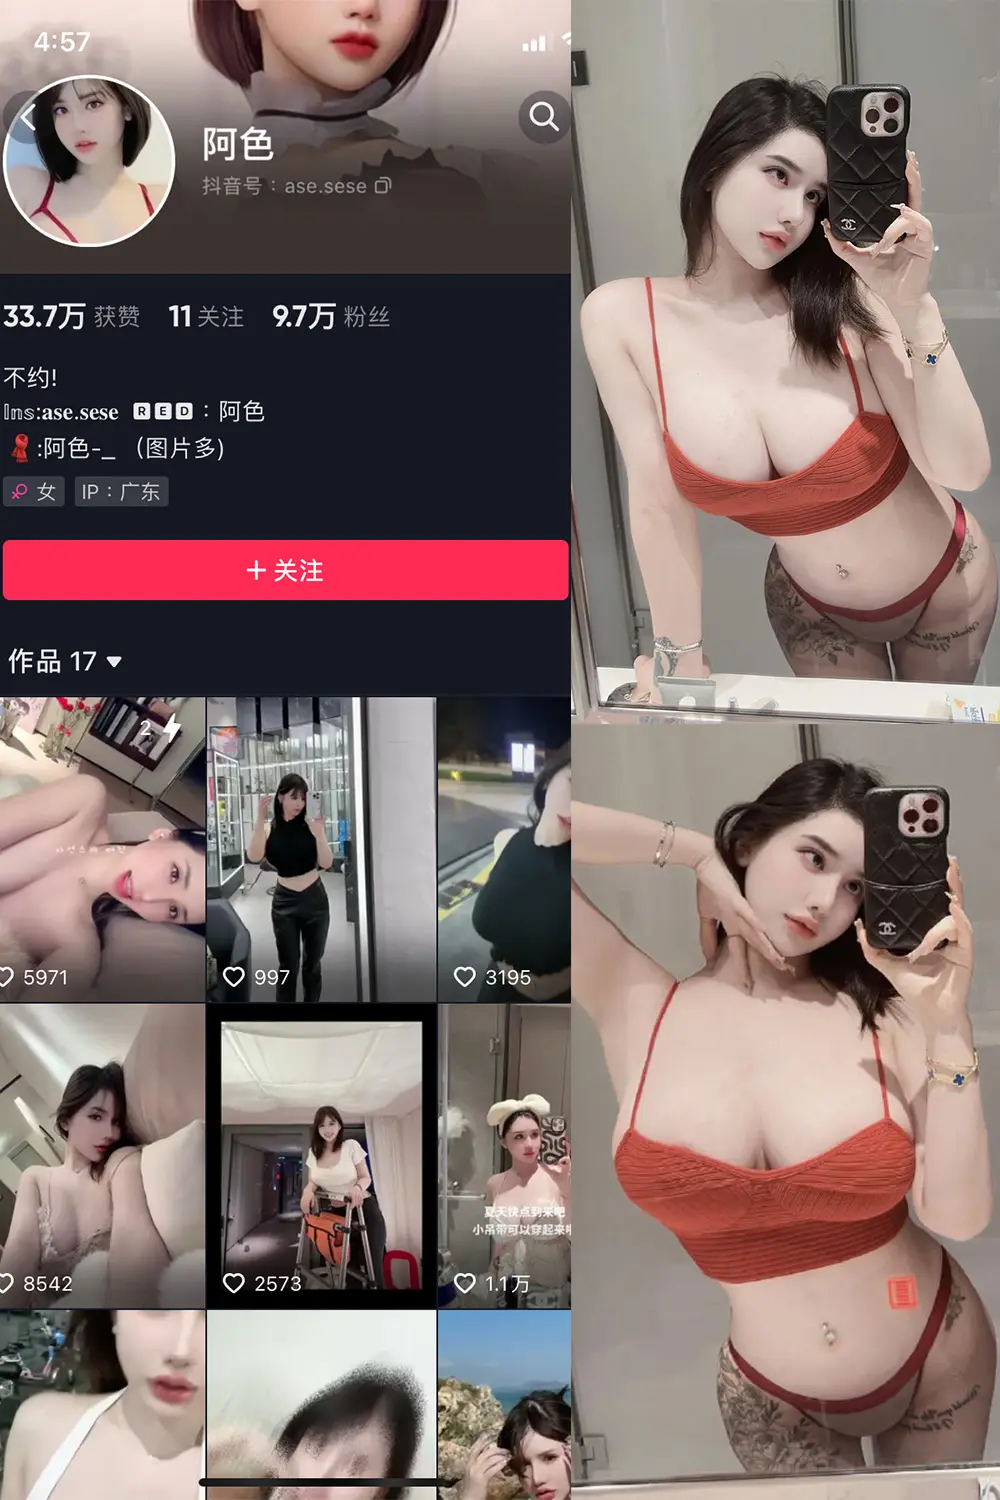 4:57
阿色
抖音号：ase.sese
33.7万 获赞 11 关注 9.7万 粉丝
不约!
Ins:ase.sese RED：阿色
:阿色-_ （图片多)
女 IP：广东
+ 关注
作品 17
2
5971
997
3195
夏天快点到来吧
小吊带可以穿起来
8542
2573
1.1万